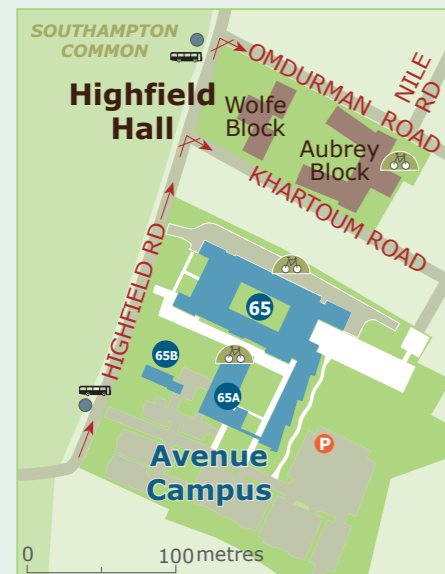 SOUTHAMPTON
COMMON
OMDURMAN ROAD
NILE
RD
Highfield
Hall
Wolfe
Block
Aubrey
Block
KHARTOUM ROAD
HIGHFIELD RD
65
65B
65A
P
Avenue
Campus
0
100 metres